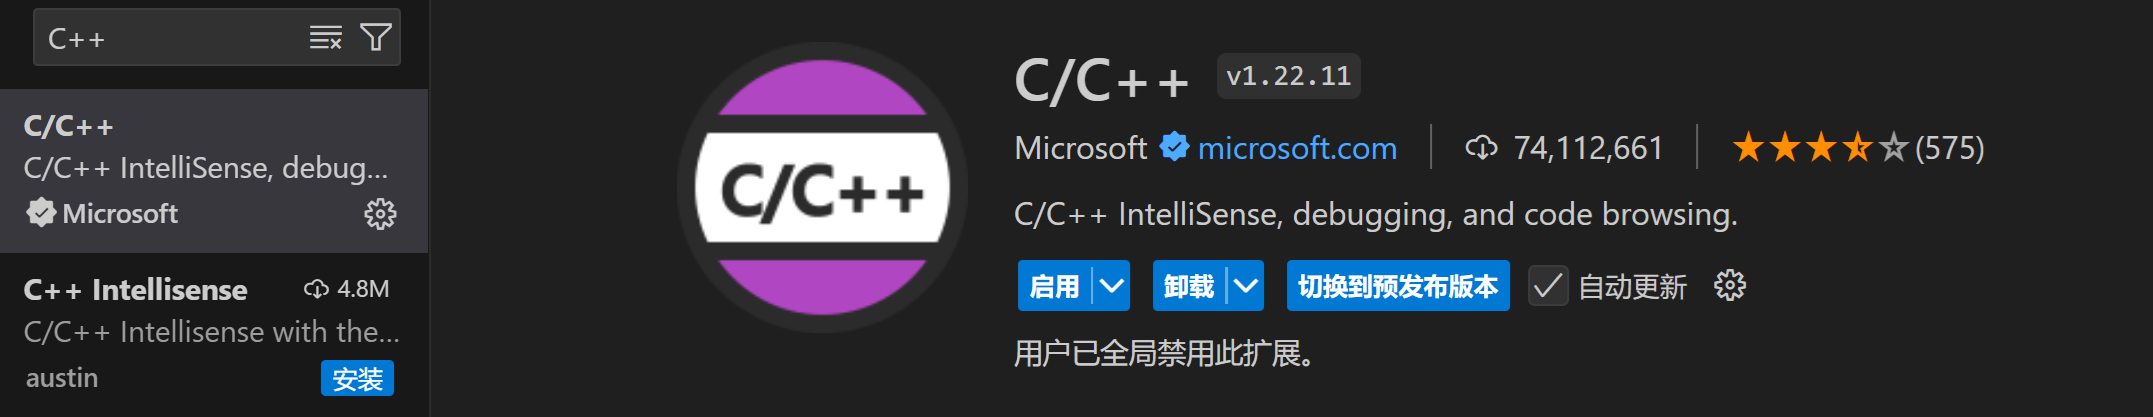 C++
C/C++
C/C++ IntelliSense, debug...
Microsoft
C++ Intellisense 4.8M
C/C++ Intellisense with the...
austin 安装
C/C++
C/C++ v1.22.11
Microsoft microsoft.com 74,112,661 (575)
C/C++ IntelliSense, debugging, and code browsing.
启用 卸载 切换到预发布版本 自动更新
用户已全局禁用此扩展。